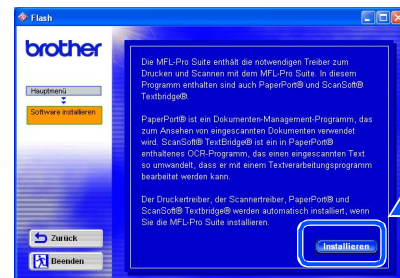 Flash
brother
Hauptmenü
Software installieren
Die MFL-Pro Suite enthält die notwendigen Treiber zum
Drucken und Scannen mit dem MFL-Pro Suite. In diesem
Programm enthalten sind auch PaperPort® und ScanSoft®
Textbridge®.
PaperPort® ist ein Dokumenten-Management-Programm, das
zum Ansehen von eingescannten Dokumenten verwendet
wird. ScanSoft® TextBridge® ist ein in PaperPort®
enthaltenes OCR-Programm, das einen eingescannten Text
so umwandelt, dass er mit einem Textverarbeitungsprogramm
bearbeitet werden kann.
Der Druckertreiber, der Scannertreiber, PaperPort® und
ScanSoft® Textbridge® werden automatisch installiert, wenn
Sie die MFL-Pro Suite installieren.
Zurück
Beenden
Installieren